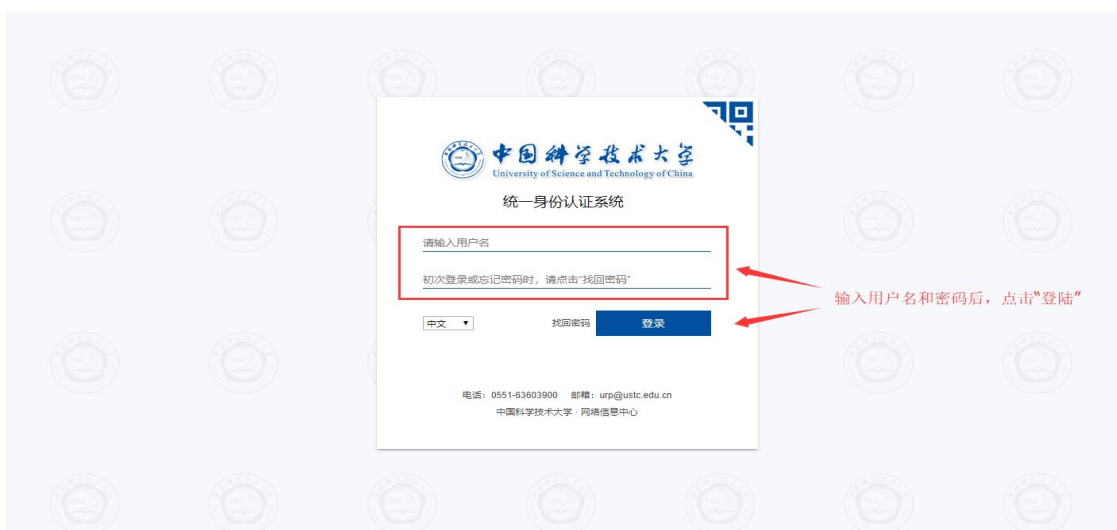 中国科学技术大学
University of Science and Technology of China
统一身份认证系统
请输入用户名
初次登录或忘记密码时，请点击"找回密码"
输入用户名和密码后，点击"登陆"
中文 找回密码 登录
电话：0551-63603900 邮箱：urp@ustc.edu.cn
中国科学技术大学 · 网络信息中心